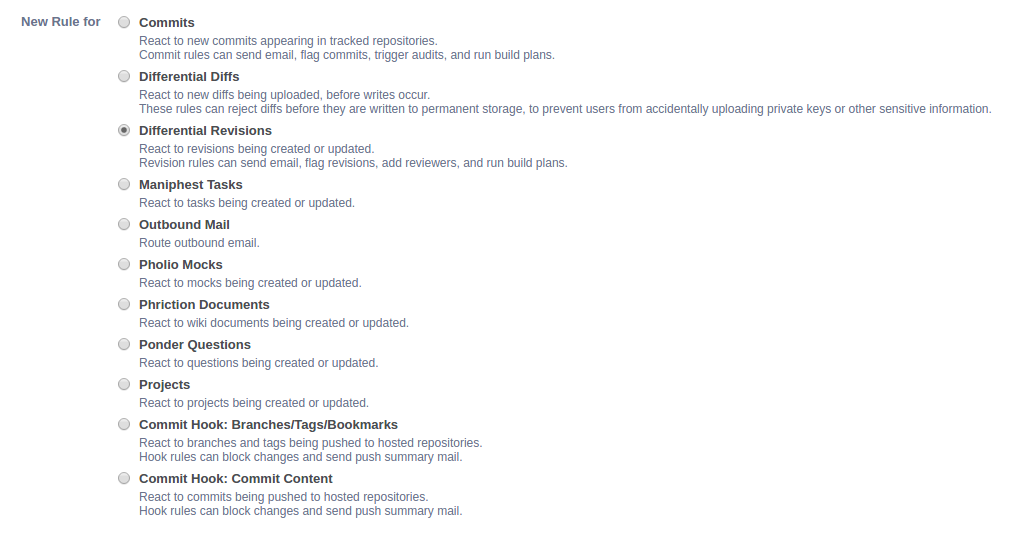 New Rule for
Commits
React to new commits appearing in tracked repositories.
Commit rules can send email, flag commits, trigger audits, and run build plans.
Differential Diffs
React to new diffs being uploaded, before writes occur.
These rules can reject diffs before they are written to permanent storage, to prevent users from accidentally uploading private keys or other sensitive information.
Differential Revisions
React to revisions being created or updated.
Revision rules can send email, flag revisions, add reviewers, and run build plans.
Maniphest Tasks
React to tasks being created or updated.
Outbound Mail
Route outbound email.
Pholio Mocks
React to mocks being created or updated.
Phriction Documents
React to wiki documents being created or updated.
Ponder Questions
React to questions being created or updated.
Projects
React to projects being created or updated.
Commit Hook: Branches/Tags/Bookmarks
React to branches and tags being pushed to hosted repositories.
Hook rules can block changes and send push summary mail.
Commit Hook: Commit Content
React to commits being pushed to hosted repositories.
Hook rules can block changes and send push summary mail.